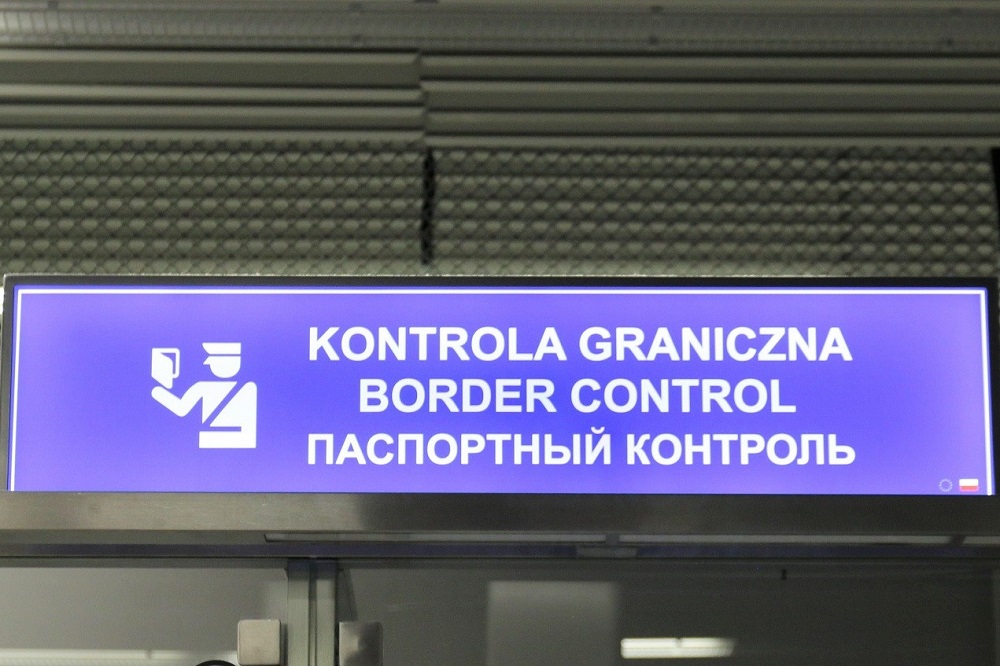 KONTROLA GRANICZNA
BORDER CONTROL
ПАСПОРТНЫЙ КОНТРОЛЬ